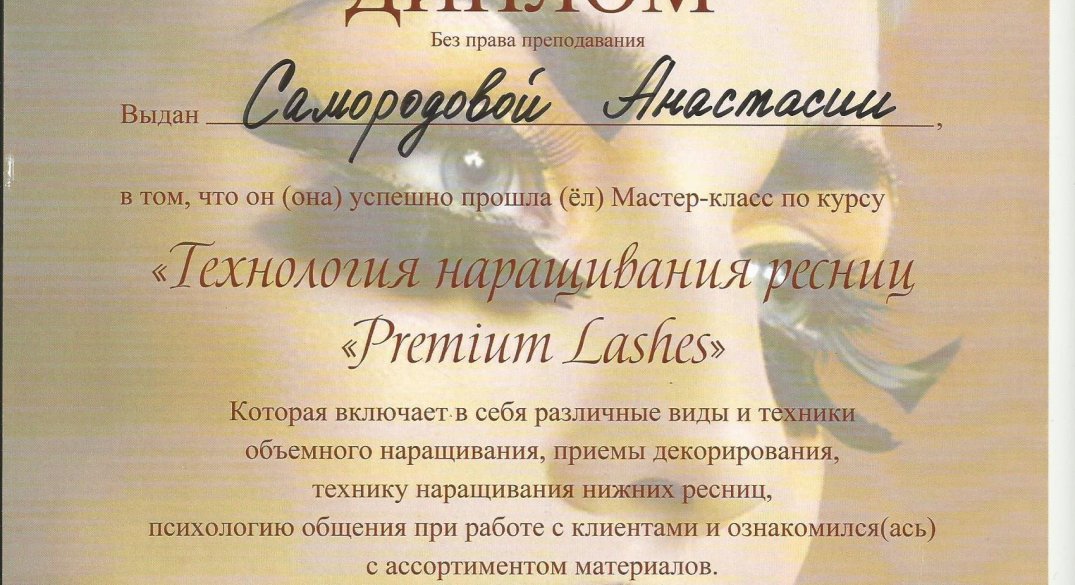 ДИПЛОМ
Без права преподавания
Выдан Самородовой Анастасии,
в том, что он (она) успешно прошла (ёл) Мастер-класс по курсу
«Технология наращивания ресниц
«Premium Lashes»
Которая включает в себя различные виды и техники
объемного наращивания, приемы декорирования,
технику наращивания нижних ресниц,
психологию общения при работе с клиентами и ознакомился(ась)
с ассортиментом материалов.